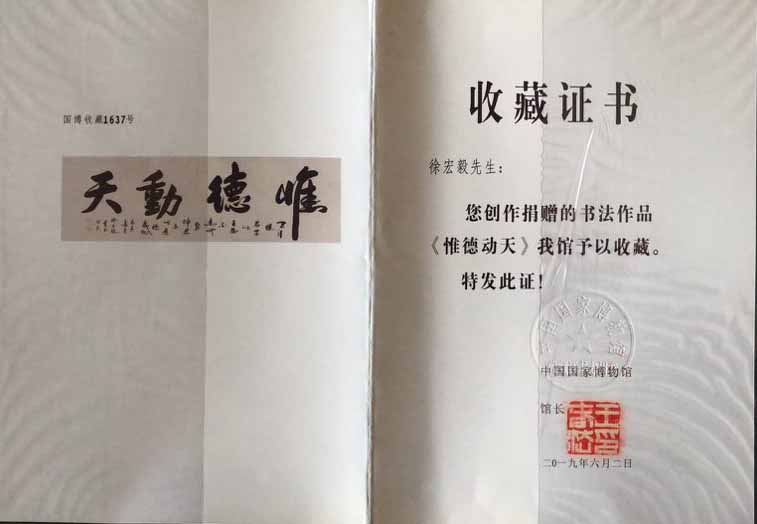 国博收藏1637号
惟德動天
收藏证书
徐宏毅先生：
您创作捐赠的书法作品
《惟德动天》我馆予以收藏。
特发此证！
中国国家博物馆
馆长
二〇一九年六月二日